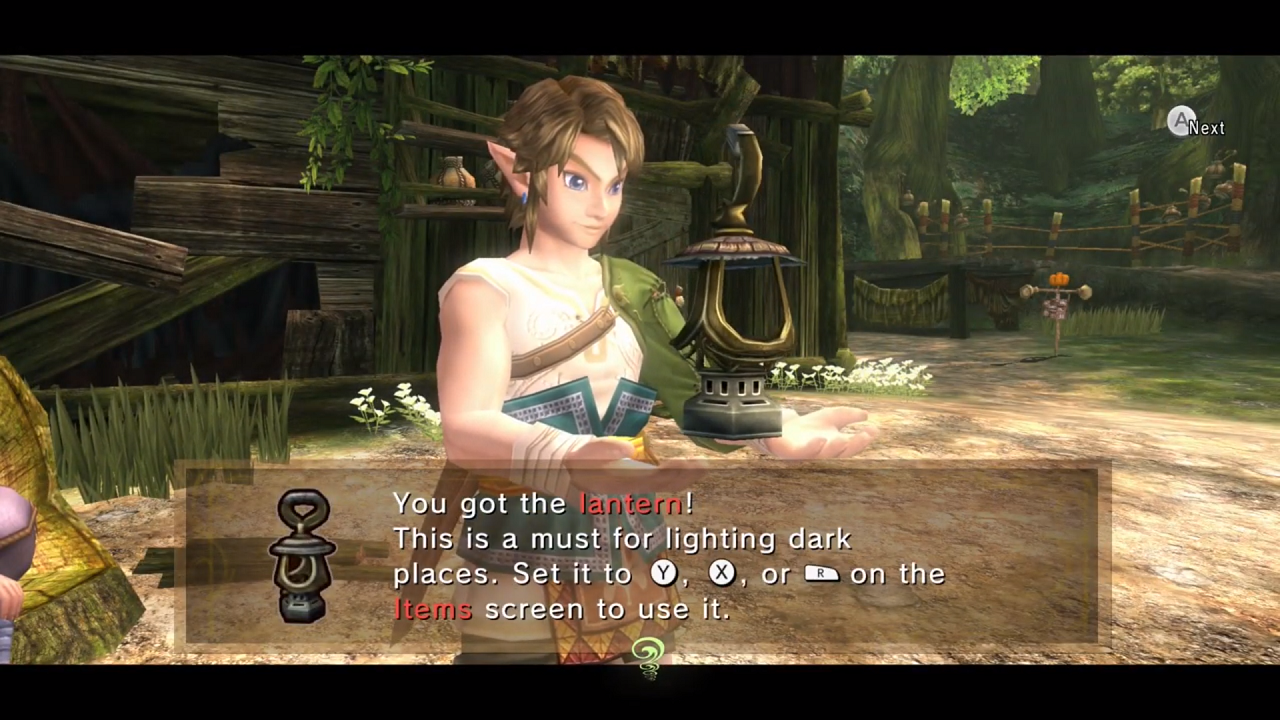 A Next
You got the lantern!
This is a must for lighting dark
places. Set it to Y, X, or R on the
Items screen to use it.